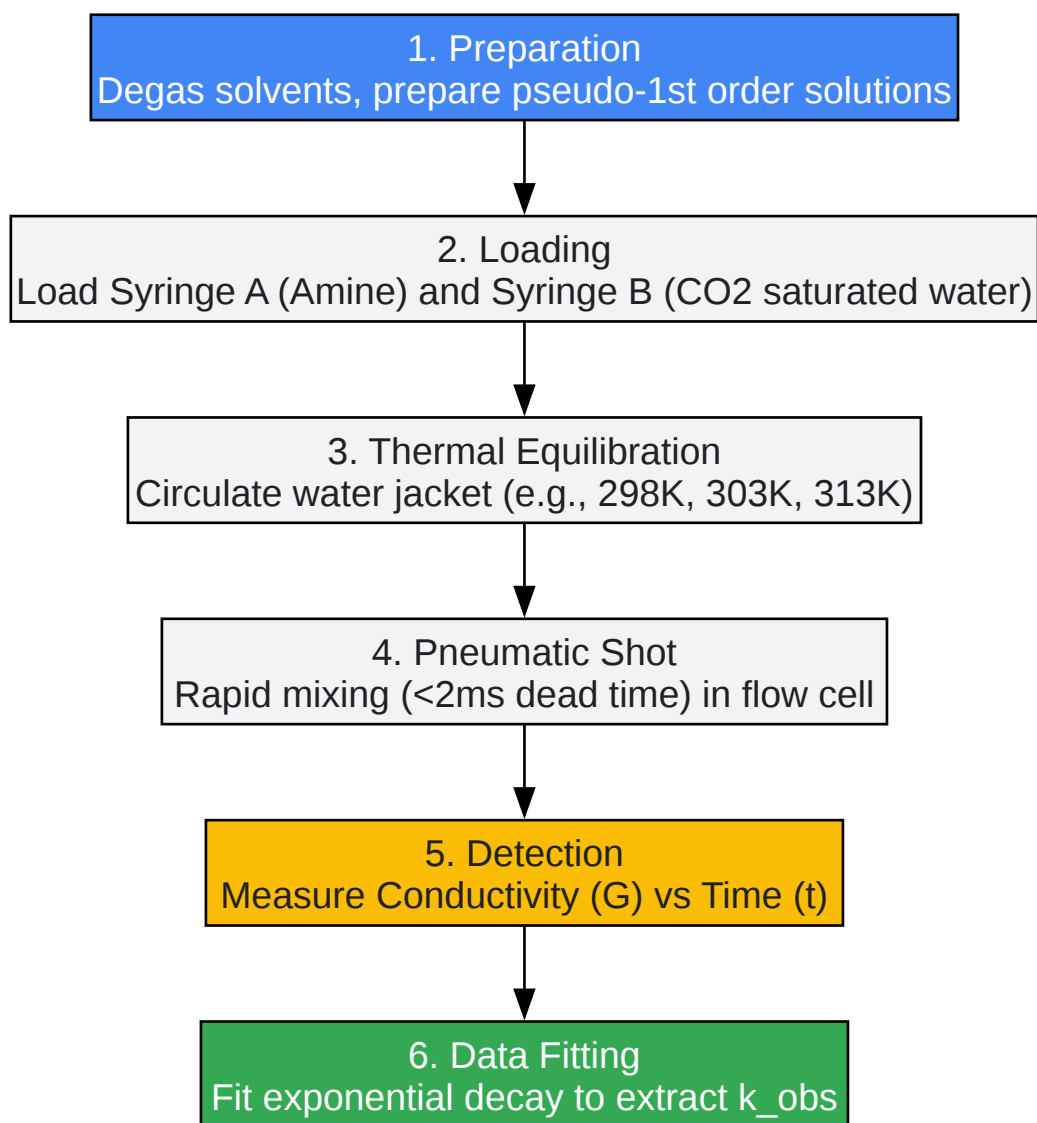 1. Preparation
Degas solvents, prepare pseudo-1st order solutions
2. Loading
Load Syringe A (Amine) and Syringe B (CO2 saturated water)
3. Thermal Equilibration
Circulate water jacket (e.g., 298K, 303K, 313K)
4. Pneumatic Shot
Rapid mixing (<2ms dead time) in flow cell
5. Detection
Measure Conductivity (G) vs Time (t)
6. Data Fitting
Fit exponential decay to extract k_obs